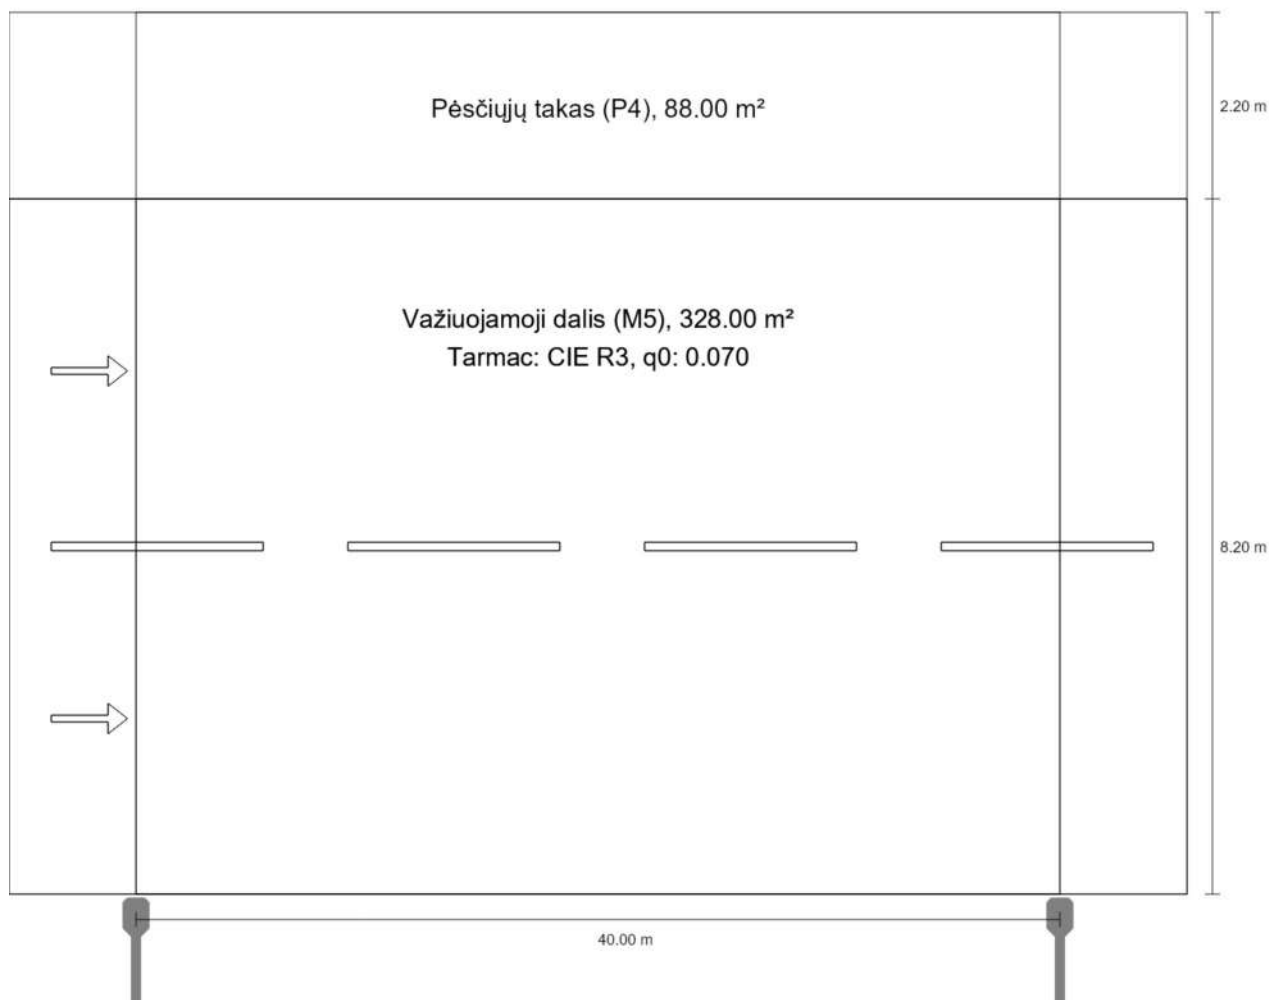 Pėsčiųjų takas (P4), 88.00 m²
2.20 m
Važiuojamoji dalis (M5), 328.00 m²
Tarmac: CIE R3, q0: 0.070
8.20 m
40.00 m